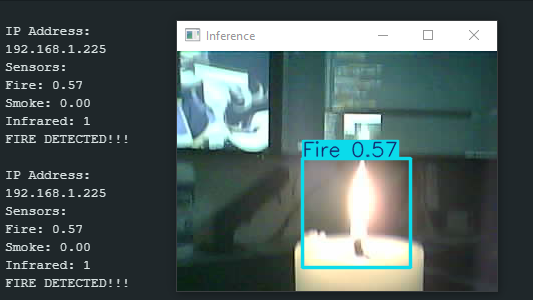 IP Address:
192.168.1.225
Sensors:
Fire: 0.57
Smoke: 0.00
Infrared: 1
FIRE DETECTED!!!
IP Address:
192.168.1.225
Sensors:
Fire: 0.57
Smoke: 0.00
Infrared: 1
FIRE DETECTED!!!
Inference
Fire 0.57